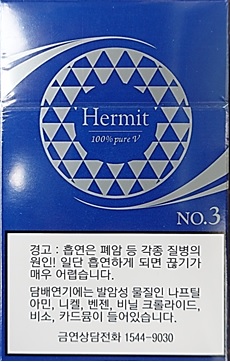 Hermit
100% pure V
NO.3
경고 : 흡연은 폐암 등 각종 질병의
원인!! 일단 흡연하게 되면 끊기가
매우 어렵습니다.
담배연기에는 발암성 물질인 나프틸
아민, 니켈, 벤젠, 비닐 크롤라이드,
비소, 카드뮴이 들어있습니다.
금연상담전화 1544-9030